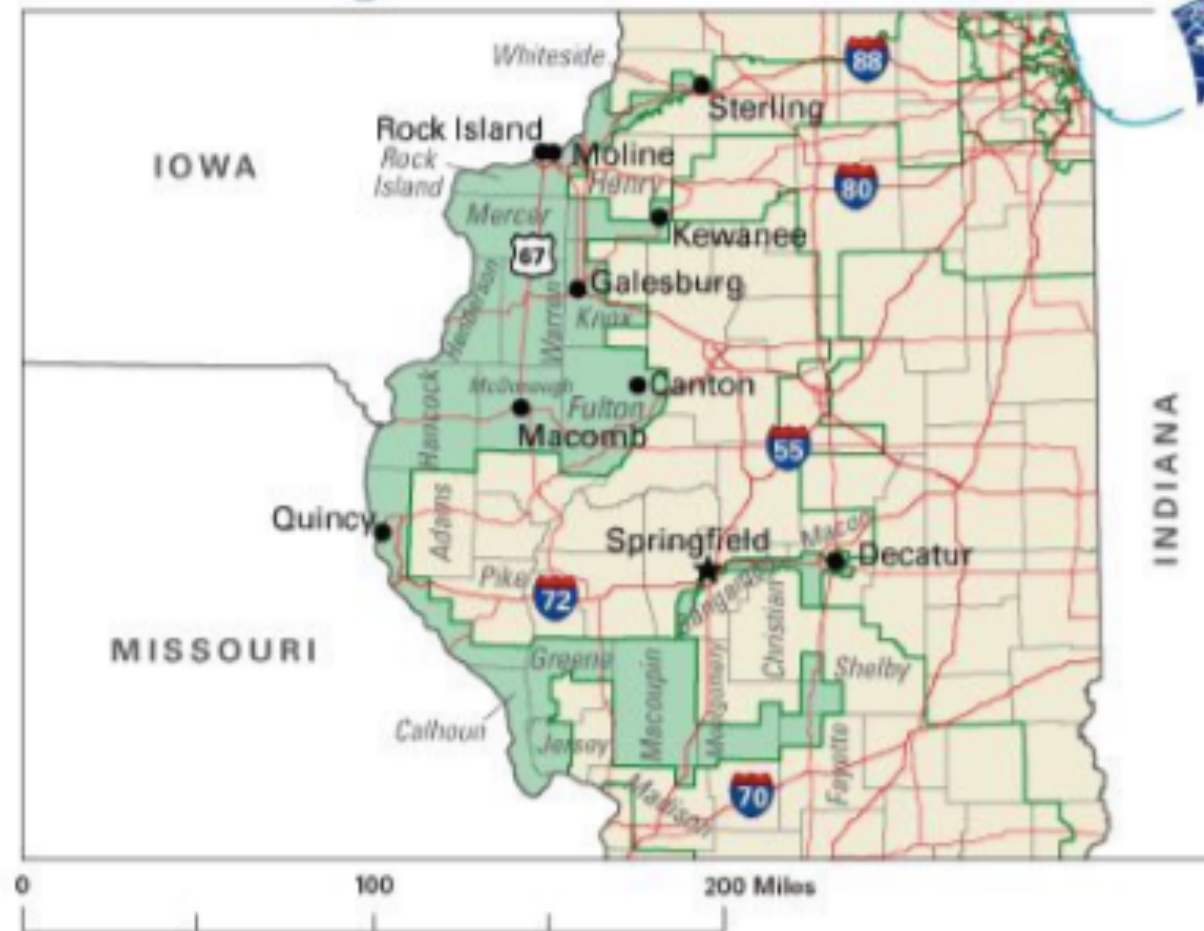 Whiteside
88
Sterling
Rock Island
Moline
IOWA
Rock
Island
Henry
80
Mercer
Kewanee
67
Henderson
Galesburg
Warren
Knox
McDonough
Canton
Hancock
Fulton
Macomb
55
INDIANA
Quincy
Adams
Springfield
Macon
Decatur
Pike
72
Sangamon
Christian
MISSOURI
Greene
Macoupin
Montgomery
Shelby
Calhoun
Jersey
Fayette
Madison
70
0
100
200 Miles